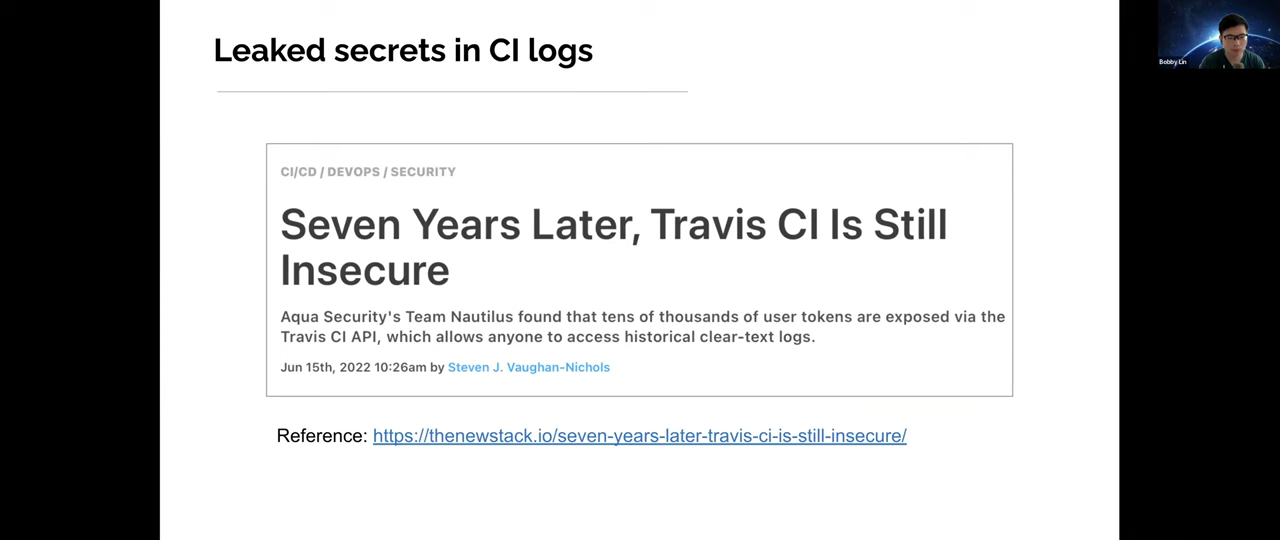 Leaked secrets in CI logs
Bobby Lin
CI/CD / DEVOPS / SECURITY
Seven Years Later, Travis CI Is Still
Insecure
Aqua Security's Team Nautilus found that tens of thousands of user tokens are exposed via the
Travis CI API, which allows anyone to access historical clear-text logs.
Jun 15th, 2022 10:26am by Steven J. Vaughan-Nichols
Reference: https://thenewstack.io/seven-years-later-travis-ci-is-still-insecure/